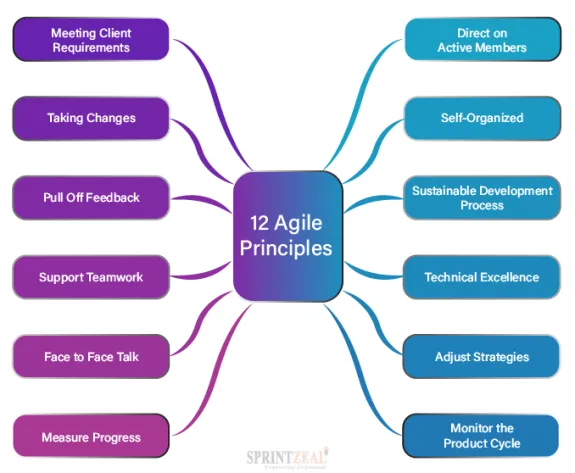 Meeting Client
Requirements
Taking Changes
Pull Off Feedback
Support Teamwork
Face to Face Talk
Measure Progress
12 Agile
Principles
Direct on
Active Members
Self-Organized
Sustainable Development
Process
Technical Excellence
Adjust Strategies
Monitor the
Product Cycle
SPRINTZEAL